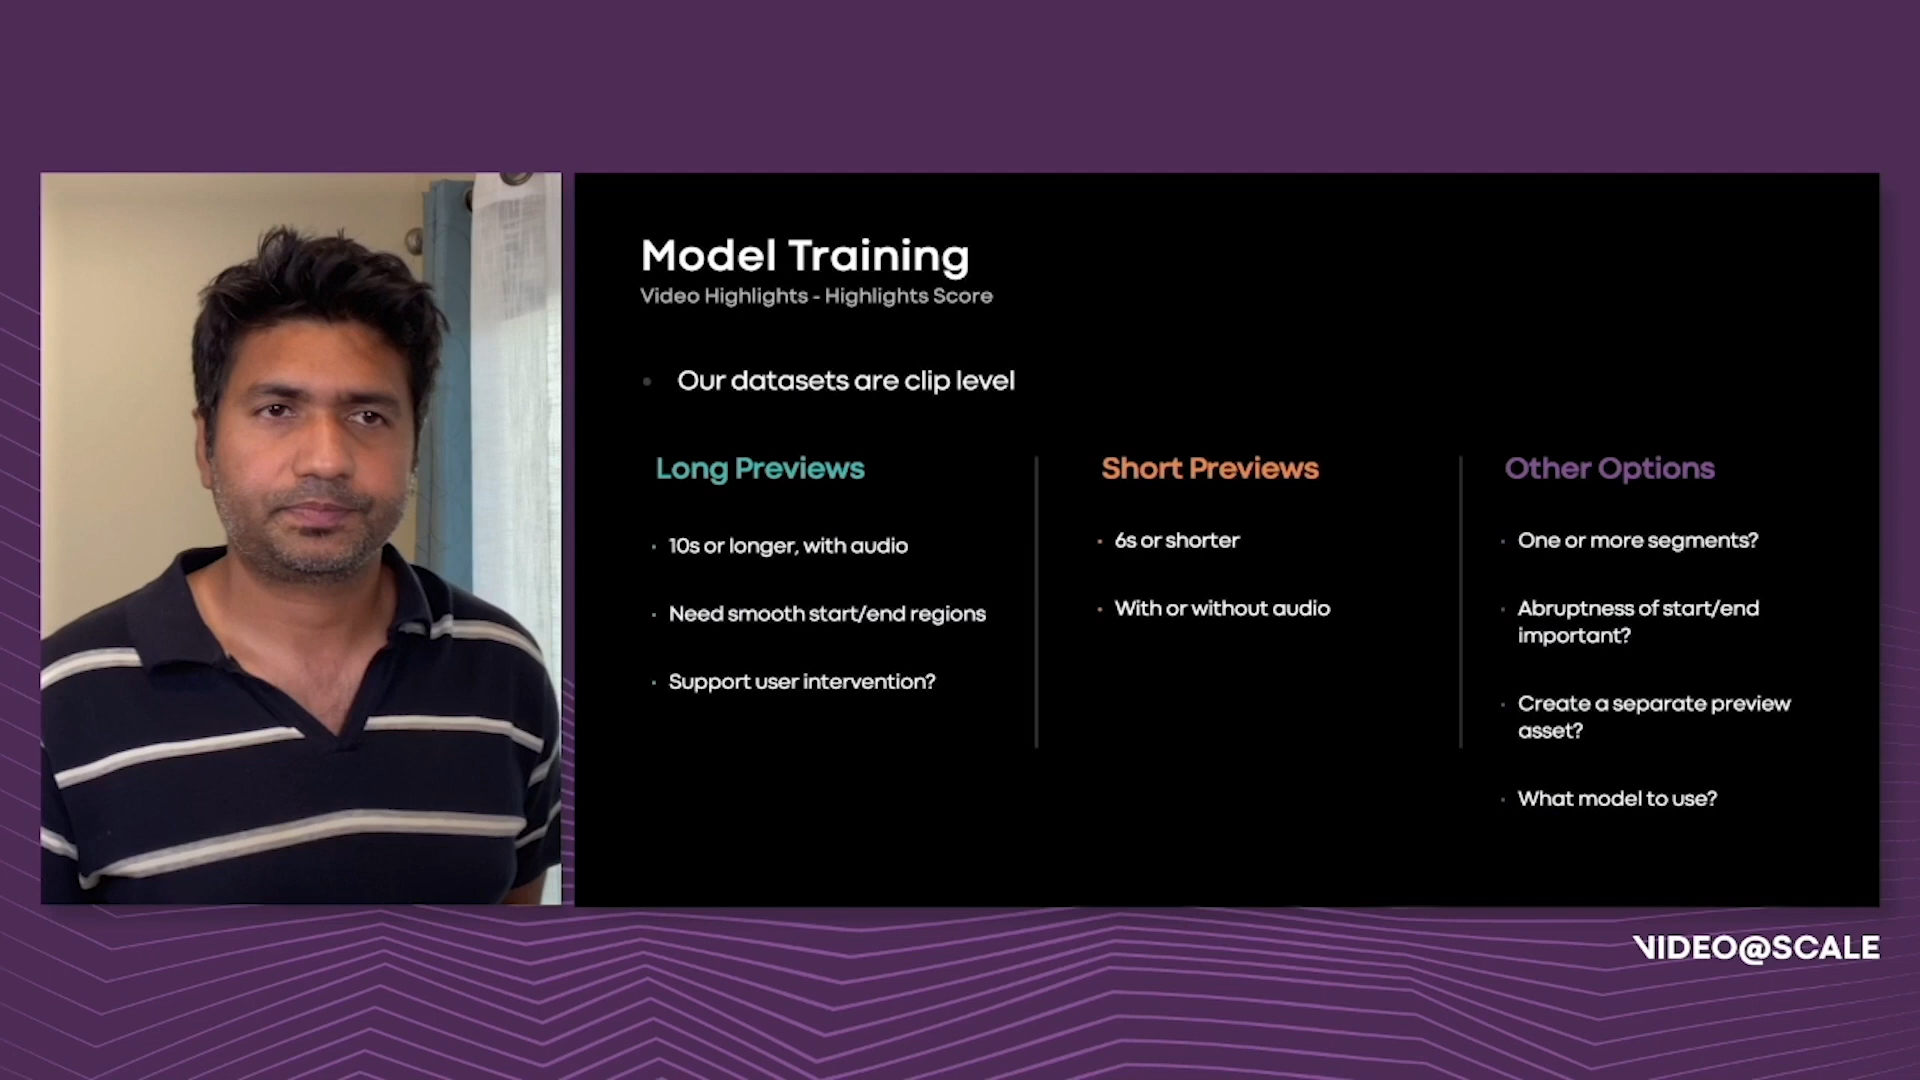 Model Training
Video Highlights - Highlights Score
Our datasets are clip level
Long Previews
10s or longer, with audio
Need smooth start/end regions
Support user intervention?
Short Previews
6s or shorter
With or without audio
Other Options
One or more segments?
Abruptness of start/end
important?
Create a separate preview
asset?
What model to use?
VIDEO@SCALE